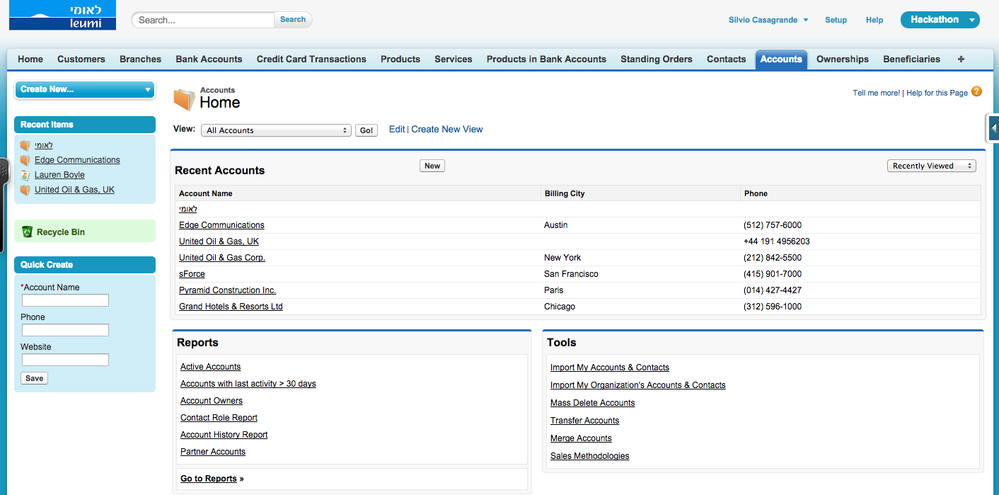 לאומי
leumi
Search...
Search
Silvio Casagrande
Setup
Help
Hackathon
Home Customers Branches Bank Accounts Credit Card Transactions Products Services Products in Bank Accounts Standing Orders Contacts Accounts Ownerships Beneficiaries +
Create New...
Recent Items
לאומי
Edge Communications
Lauren Boyle
United Oil & Gas, UK
Recycle Bin
Quick Create
*Account Name
Phone
Website
Save
Accounts
Home
Tell me more! | Help for this Page ?
View: All Accounts Go! Edit | Create New View
Recent Accounts New Recently Viewed
Account Name Billing City Phone
לאומי
Edge Communications Austin (512) 757-6000
United Oil & Gas, UK +44 191 4956203
United Oil & Gas Corp. New York (212) 842-5500
sForce San Francisco (415) 901-7000
Pyramid Construction Inc. Paris (014) 427-4427
Grand Hotels & Resorts Ltd Chicago (312) 596-1000
Reports
Active Accounts
Accounts with last activity > 30 days
Account Owners
Contact Role Report
Account History Report
Partner Accounts
Go to Reports »
Tools
Import My Accounts & Contacts
Import My Organization's Accounts & Contacts
Mass Delete Accounts
Transfer Accounts
Merge Accounts
Sales Methodologies